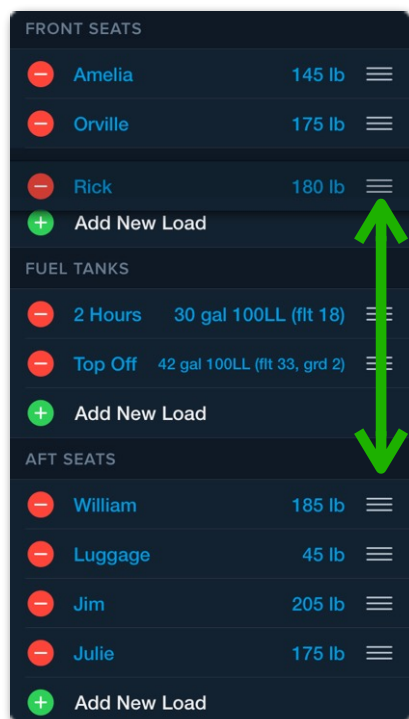 FRONT SEATS
Amelia 145 lb
Orville 175 lb
Rick 180 lb
Add New Load
FUEL TANKS
2 Hours 30 gal 100LL (flt 18)
Top Off 42 gal 100LL (flt 33, grd 2)
Add New Load
AFT SEATS
William 185 lb
Luggage 45 lb
Jim 205 lb
Julie 175 lb
Add New Load